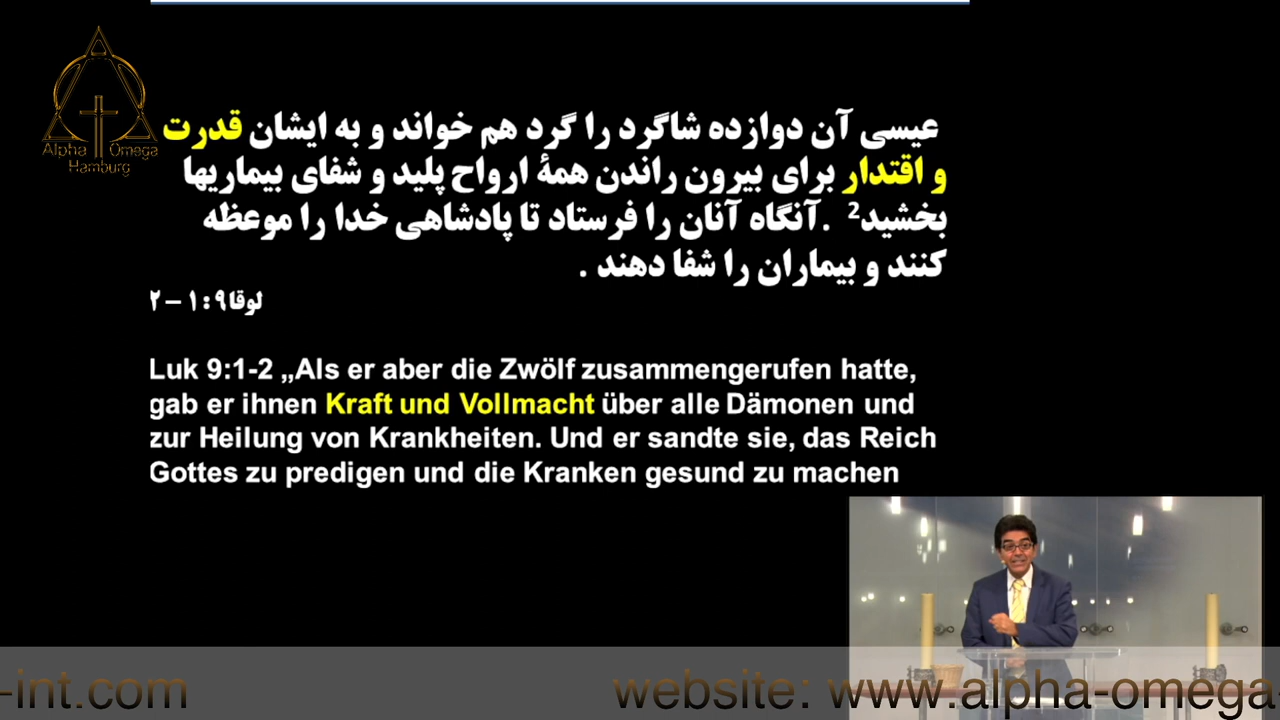 Alpha Omega
Hamburg
عیسی آن دوازده شاگرد را گرد هم خواند و به ایشان قدرت
و اقتدار برای بیرون راندن همۀ ارواح پلید و شفای بیماریها
بخشید2 .آنگاه آنان را فرستاد تا پادشاهی خدا را موعظه
کنند و بیماران را شفا دهند .
لوقا۹:۱ – ۲
Luk 9:1-2 „Als er aber die Zwölf zusammengerufen hatte,
gab er ihnen Kraft und Vollmacht über alle Dämonen und
zur Heilung von Krankheiten. Und er sandte sie, das Reich
Gottes zu predigen und die Kranken gesund zu machen
-int.com website: www.alpha-omega-